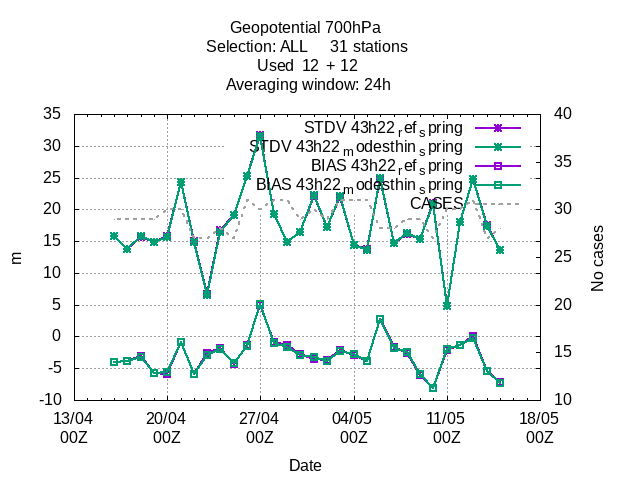 Geopotential 700hPa
Selection: ALL     31 stations
Used  12  + 12
Averaging window: 24h
35 40
STDV 43h22_ref_spring
STDV 43h22_modesthin_spring
BIAS 43h22_ref_spring
BIAS 43h22_modesthin_spring
CASES
30 35
25
20 30
15 25
10
5 20
0 15
-5
-10 10
m
No cases
13/04 20/04 27/04 04/05 11/05 18/05
00Z 00Z 00Z 00Z 00Z 00Z
Date